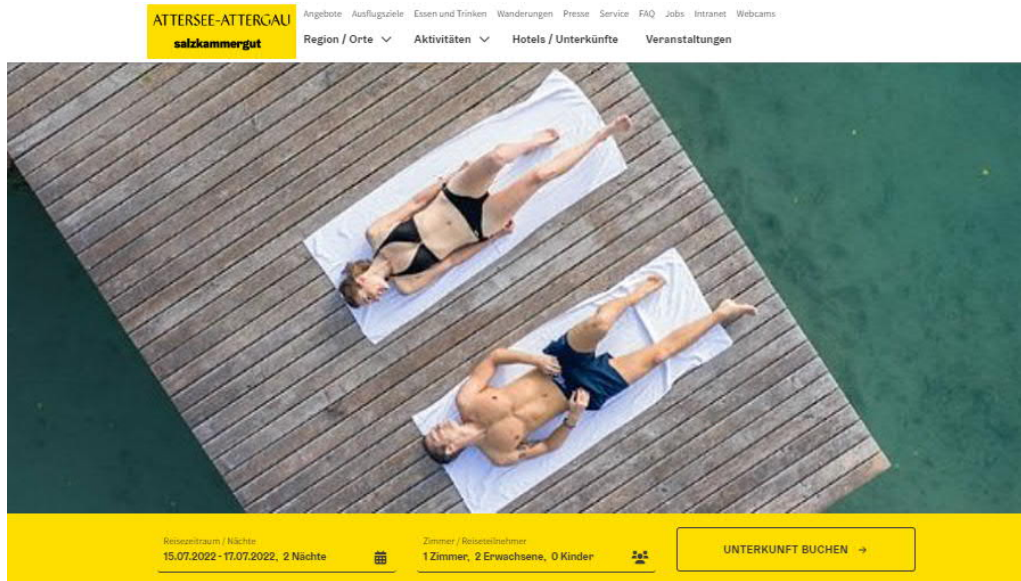 ATTERSEE-ATTERGAU
salzkammergut
Angebote Ausflugsziele Essen und Trinken Wanderungen Presse Service FAQ Jobs Intranet Webcams
Region / Orte Aktivitäten Hotels / Unterkünfte Veranstaltungen
Reisezeitraum / Nächte
15.07.2022 - 17.07.2022, 2 Nächte
Zimmer / Reiseteilnehmer
1 Zimmer, 2 Erwachsene, 0 Kinder
UNTERKUNFT BUCHEN →